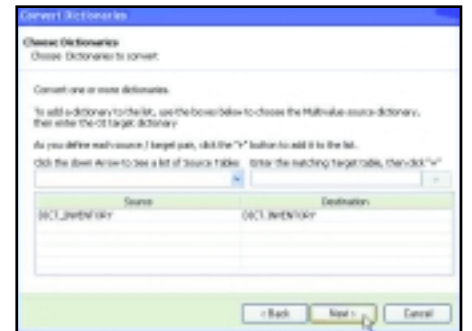 Convert Dictionaries
Choose Dictionaries
Choose Dictionaries to convert
Convert one or more dictionaries.
To add a dictionary to the list, use the boxes below to choose the Multivalue source dictionary,
then enter the OI target dictionary
As you define each source / target pair, click the "+" button to add it to the list.
Click the down Arrow to see a list of Source Tables Enter the matching target table, then click "+"
Source Destination
DICT_INVENTORY DICT.INVENTORY
< Back Next > Cancel